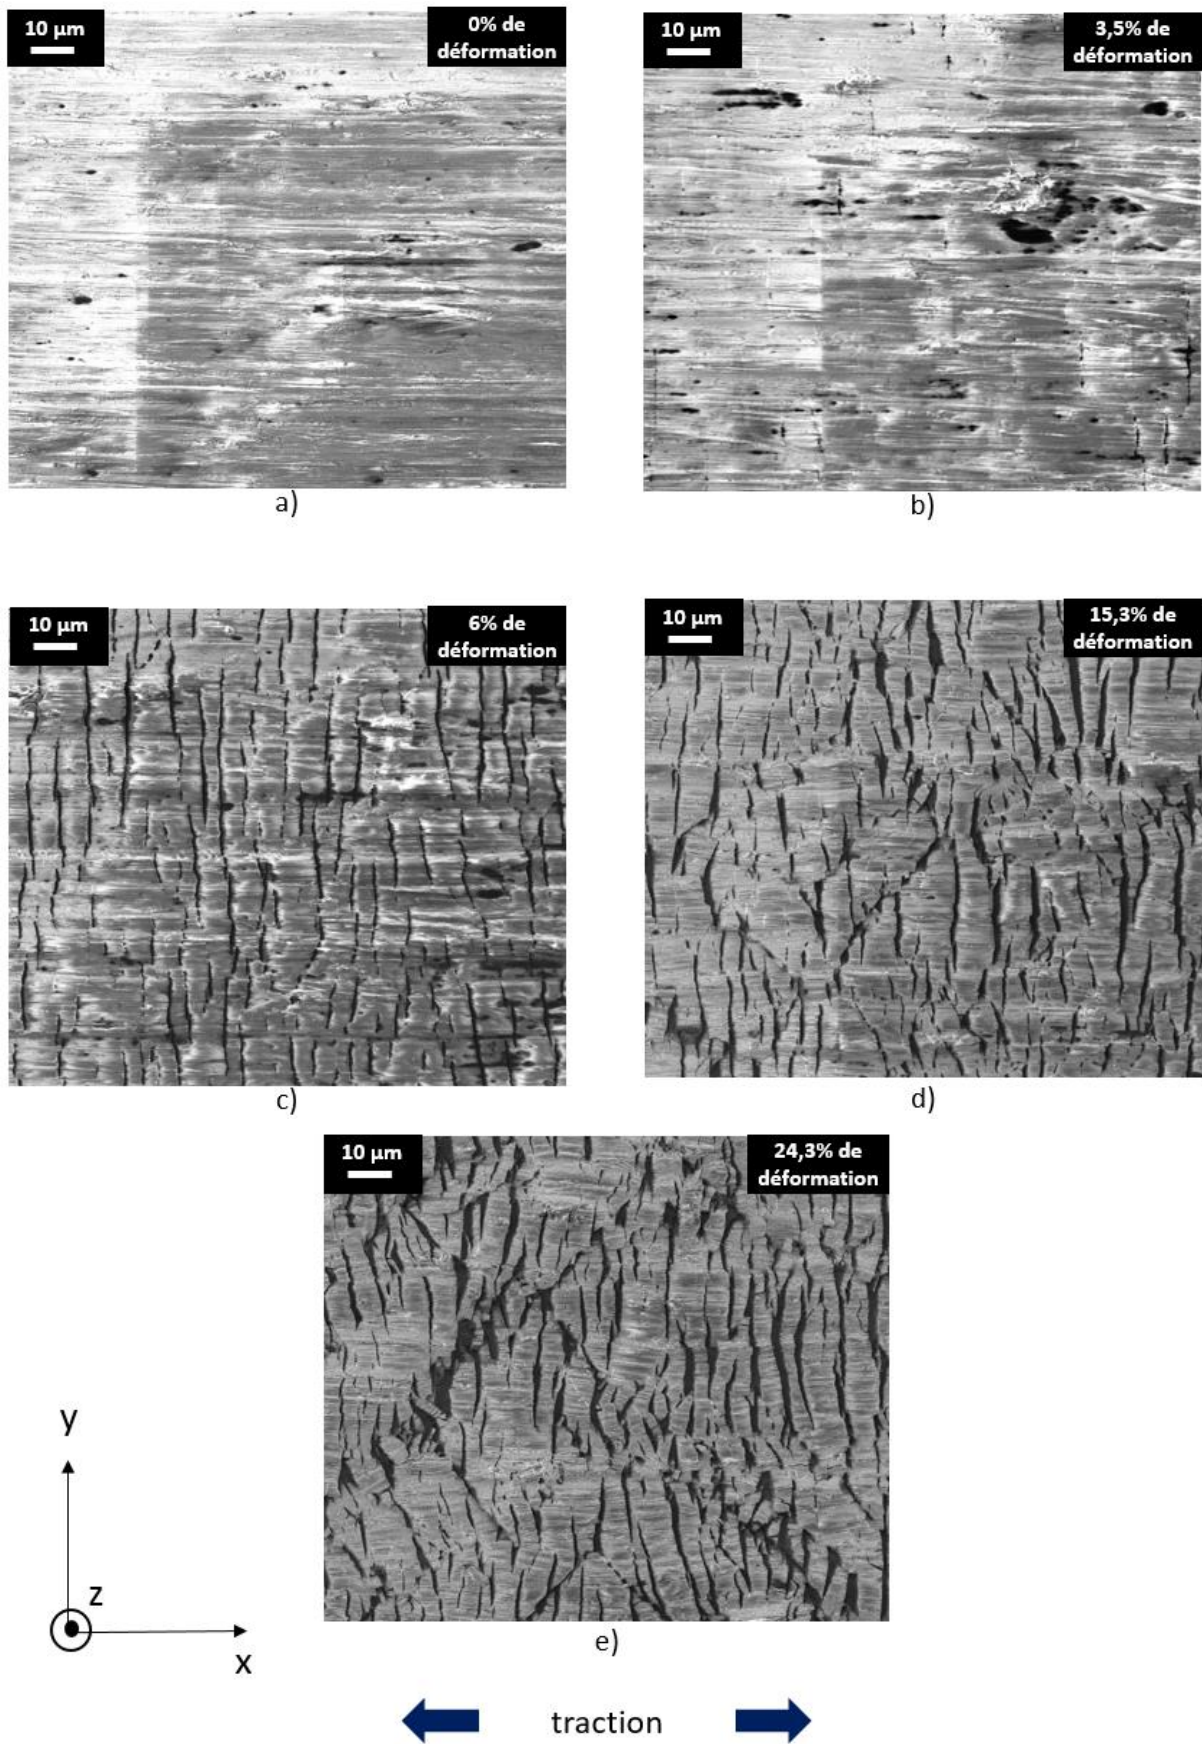 10 µm
0% de
déformation
a)
10 µm
3,5% de
déformation
b)
10 µm
6% de
déformation
c)
10 µm
15,3% de
déformation
d)
10 µm
24,3% de
déformation
e)
y
z
x
traction